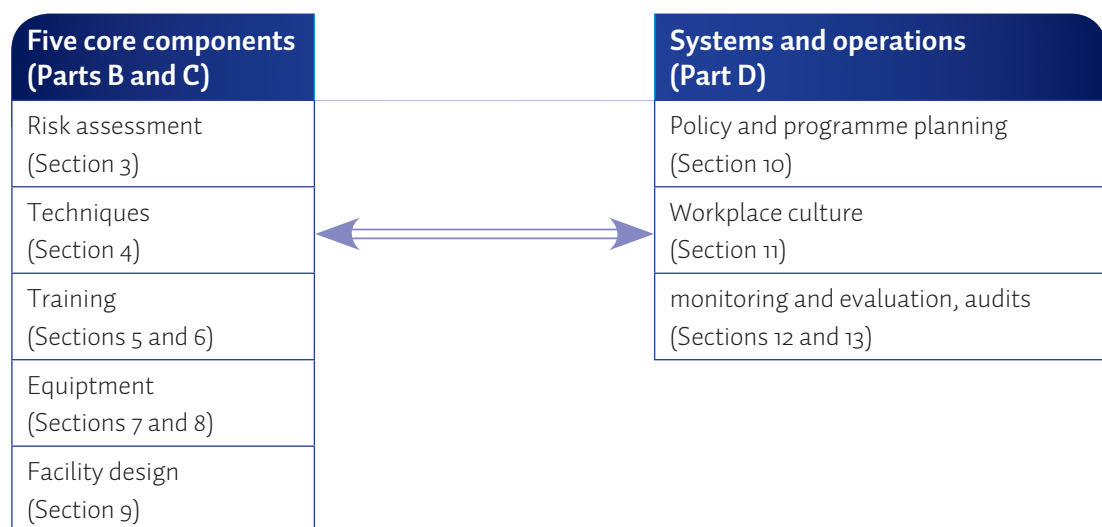 Five core components
(Parts B and C)
Risk assessment
(Section 3)
Techniques
(Section 4)
Training
(Sections 5 and 6)
Equiptment
(Sections 7 and 8)
Facility design
(Section 9)
Systems and operations
(Part D)
Policy and programme planning
(Section 10)
Workplace culture
(Section 11)
monitoring and evaluation, audits
(Sections 12 and 13)